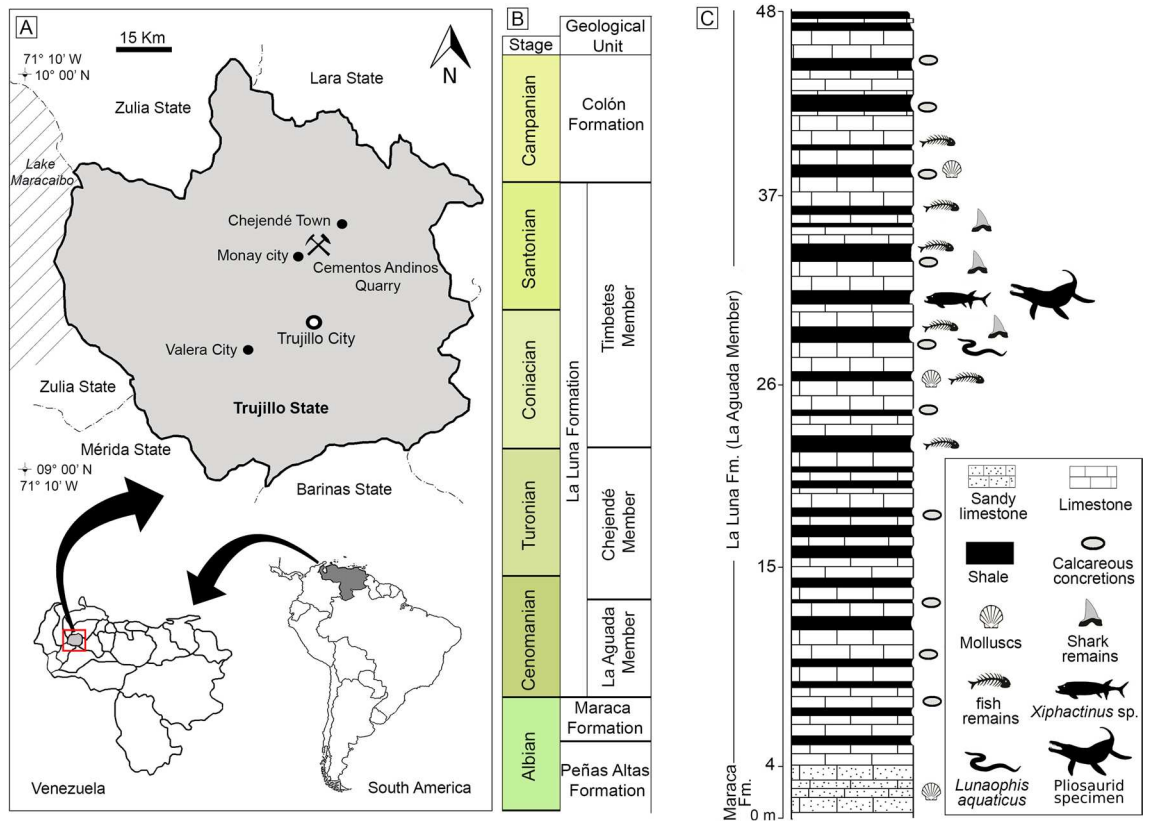 A
15 Km
71° 10' W
10° 00' N
N
Lara State
Zulia State
Lake
Maracaibo
Chejendé Town
Monay city
Cementos Andinos
Quarry
Trujillo City
Valera City
Zulia State
Trujillo State
Mérida State
09° 00' N
71° 10' W
Barinas State
Venezuela
South America
B
Geological
Unit
Stage
Campanian
Colón
Formation
Santonian
Timbetes
Member
Coniacian
La Luna Formation
Turonian
Chejendé
Member
Cenomanian
La Aguada
Member
Albian
Maraca
Formation
Peñas Altas
Formation
C
48
37
26
15
4
0 m
La Luna Fm. (La Aguada Member)
Maraca
Fm.
Sandy
limestone
Limestone
Shale
Calcareous
concretions
Molluscs
Shark
remains
fish
remains
Xiphactinus sp.
Lunaophis
aquaticus
Pliosaurid
specimen